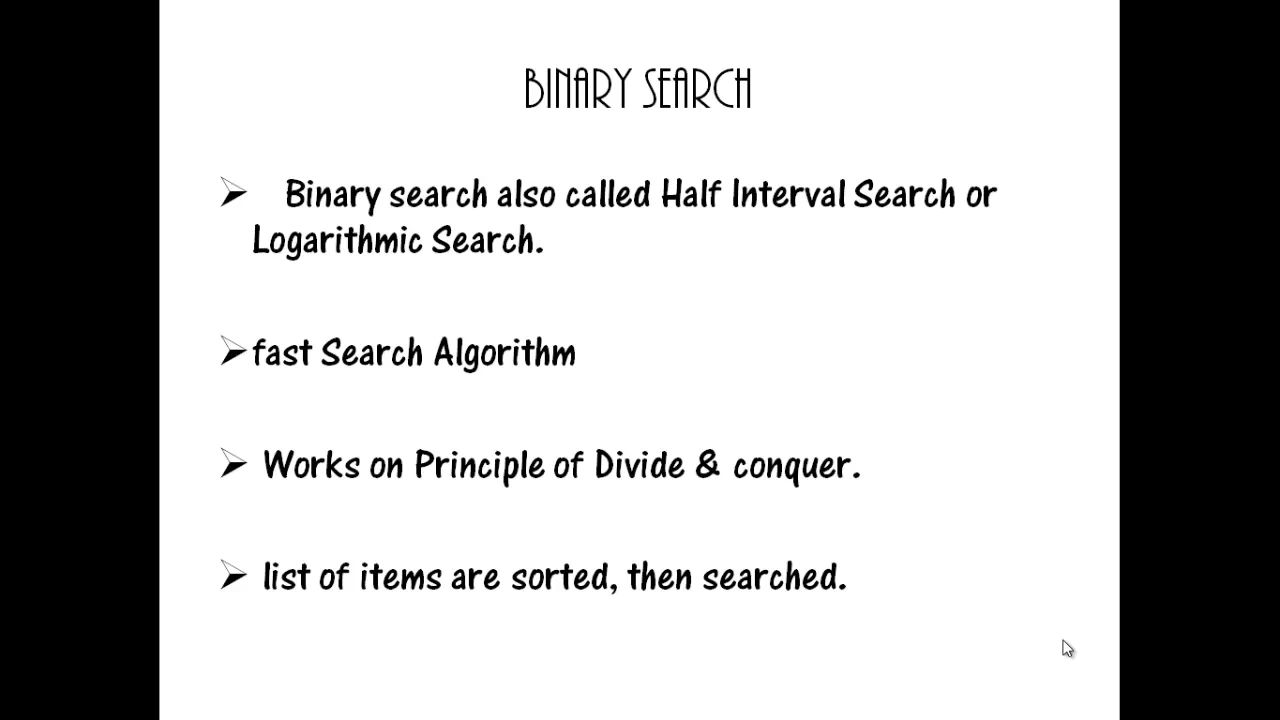 BINARY SEARCH
➢ Binary search also called Half Interval Search or
Logarithmic Search.
➢fast Search Algorithm
➢ Works on Principle of Divide & conquer.
➢ list of items are sorted, then searched.